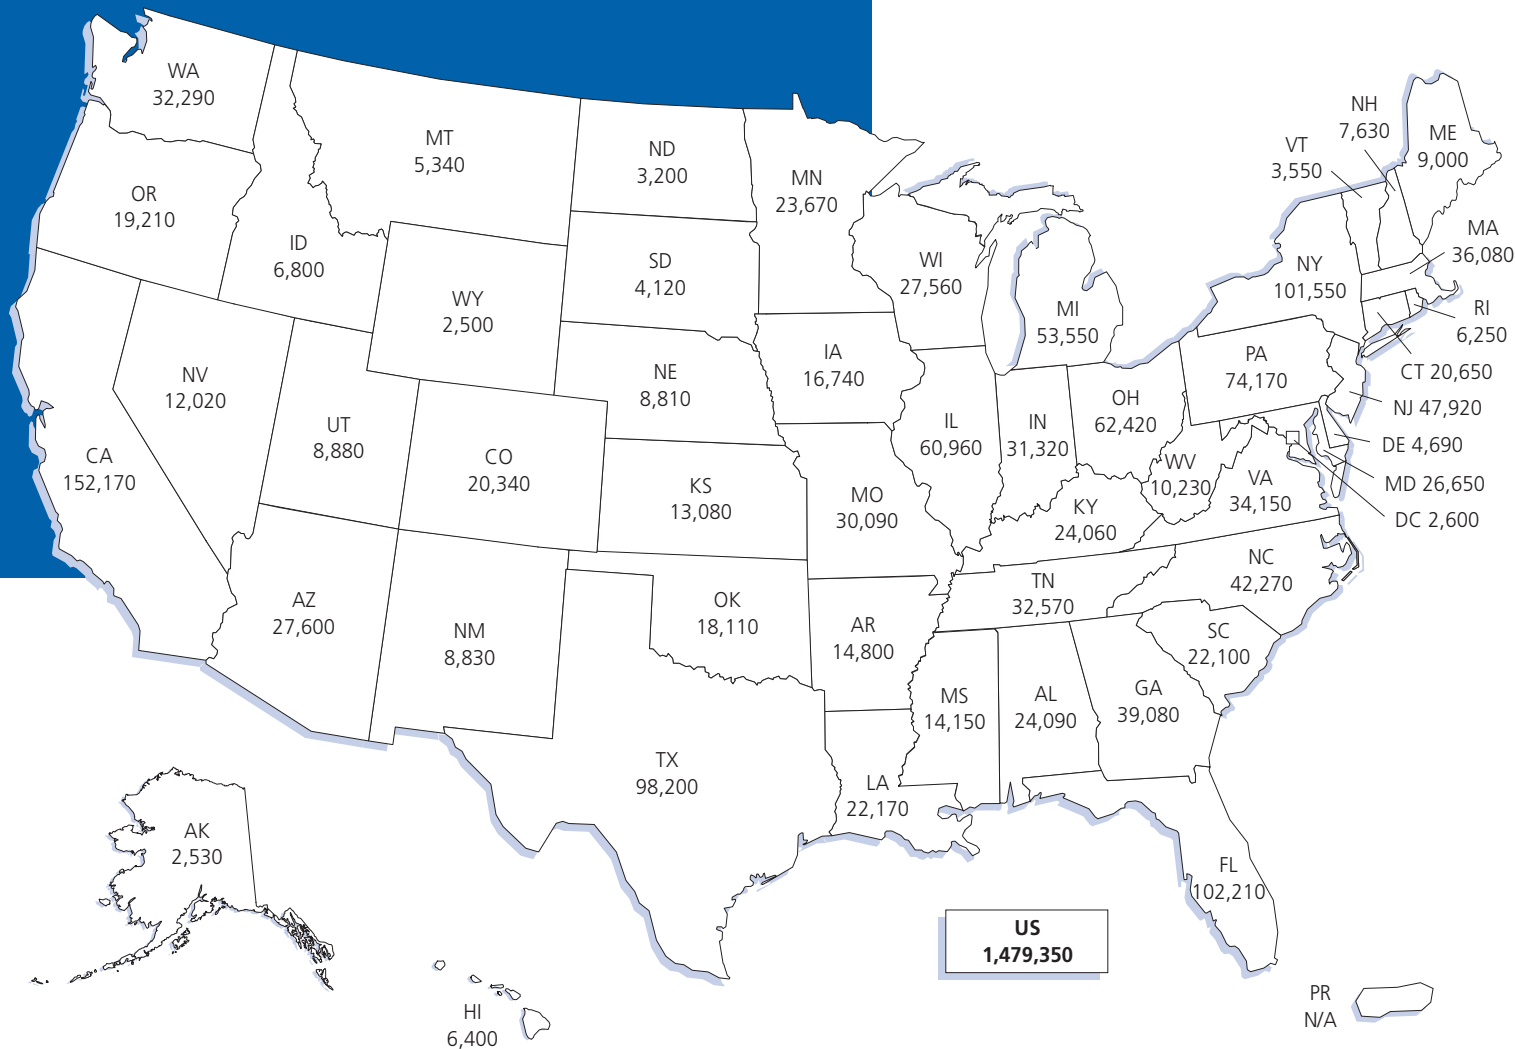 WA
32,290
MT
5,340
ND
3,200
MN
23,670
NH
7,630
VT
3,550
ME
9,000
OR
19,210
ID
6,800
WY
2,500
SD
4,120
WI
27,560
MI
53,550
NY
101,550
MA
36,080
RI
6,250
CT 20,650
NJ 47,920
DE 4,690
MD 26,650
DC 2,600
NV
12,020
UT
8,880
CO
20,340
NE
8,810
IA
16,740
IL
60,960
IN
31,320
OH
62,420
PA
74,170
CA
152,170
KS
13,080
MO
30,090
KY
24,060
WV
10,230
VA
34,150
AZ
27,600
NM
8,830
OK
18,110
AR
14,800
TN
32,570
NC
42,270
SC
22,100
TX
98,200
LA
22,170
MS
14,150
AL
24,090
GA
39,080
FL
102,210
AK
2,530
HI
6,400
US
1,479,350
PR
N/A